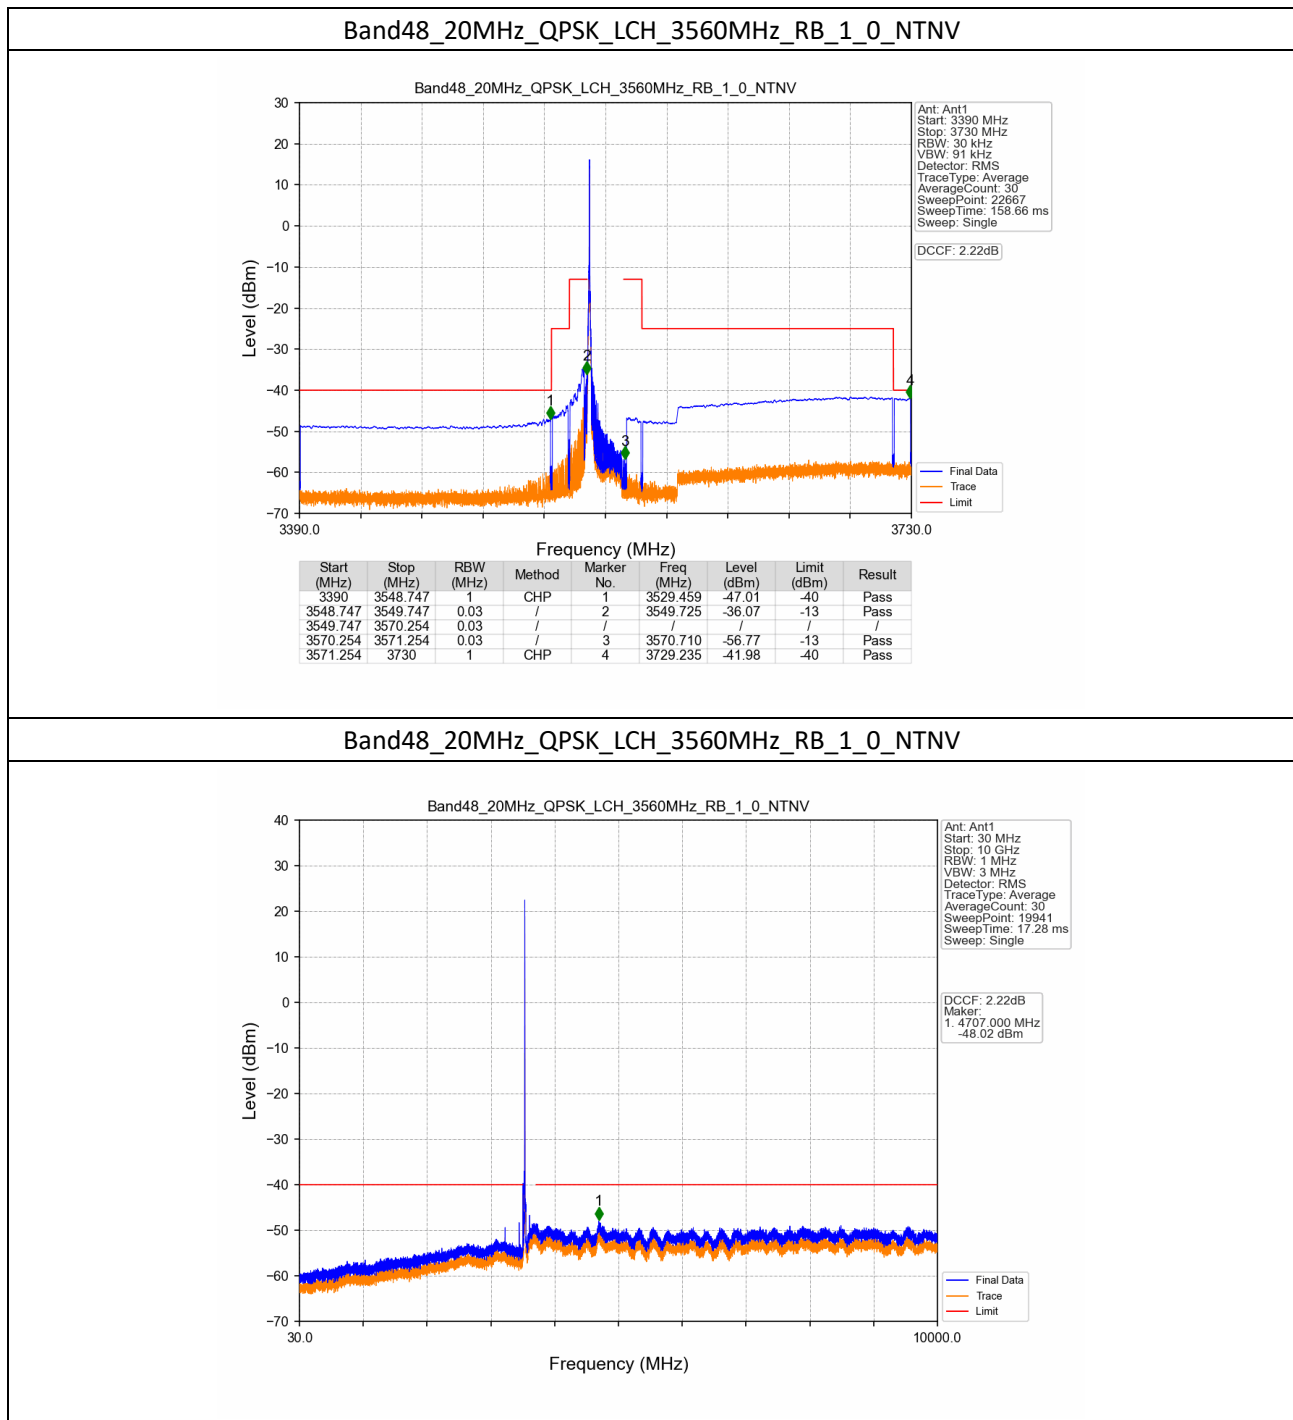 Band48_20MHz_QPSK_LCH_3560MHz_RB_1_0_NTNV
Band48_20MHz_QPSK_LCH_3560MHz_RB_1_0_NTNV
30
20
10
0
−10
−20
−30
−40
−50
−60
−70
Level (dBm)
1
2
3
4
3390.0
3730.0
Frequency (MHz)
Ant: Ant1
Start: 3390 MHz
Stop: 3730 MHz
RBW: 30 kHz
VBW: 91 kHz
Detector: RMS
TraceType: Average
AverageCount: 30
SweepPoint: 22667
SweepTime: 158.66 ms
Sweep: Single
DCCF: 2.22dB
Final Data
Trace
Limit
Start (MHz) Stop (MHz) RBW (MHz) Method Marker No. Freq (MHz) Level (dBm) Limit (dBm) Result
3390 3548.747 1 CHP 1 3529.459 -47.01 -40 Pass
3548.747 3549.747 0.03 / 2 3549.725 -36.07 -13 Pass
3549.747 3570.254 0.03 / / / / / /
3570.254 3571.254 0.03 / 3 3570.710 -56.77 -13 Pass
3571.254 3730 1 CHP 4 3729.235 -41.98 -40 Pass
Band48_20MHz_QPSK_LCH_3560MHz_RB_1_0_NTNV
Band48_20MHz_QPSK_LCH_3560MHz_RB_1_0_NTNV
40
30
20
10
0
−10
−20
−30
−40
−50
−60
−70
Level (dBm)
1
30.0
10000.0
Frequency (MHz)
Ant: Ant1
Start: 30 MHz
Stop: 10 GHz
RBW: 1 MHz
VBW: 3 MHz
Detector: RMS
TraceType: Average
AverageCount: 30
SweepPoint: 19941
SweepTime: 17.28 ms
Sweep: Single
DCCF: 2.22dB
Maker:
1. 4707.000 MHz
-48.02 dBm
Final Data
Trace
Limit